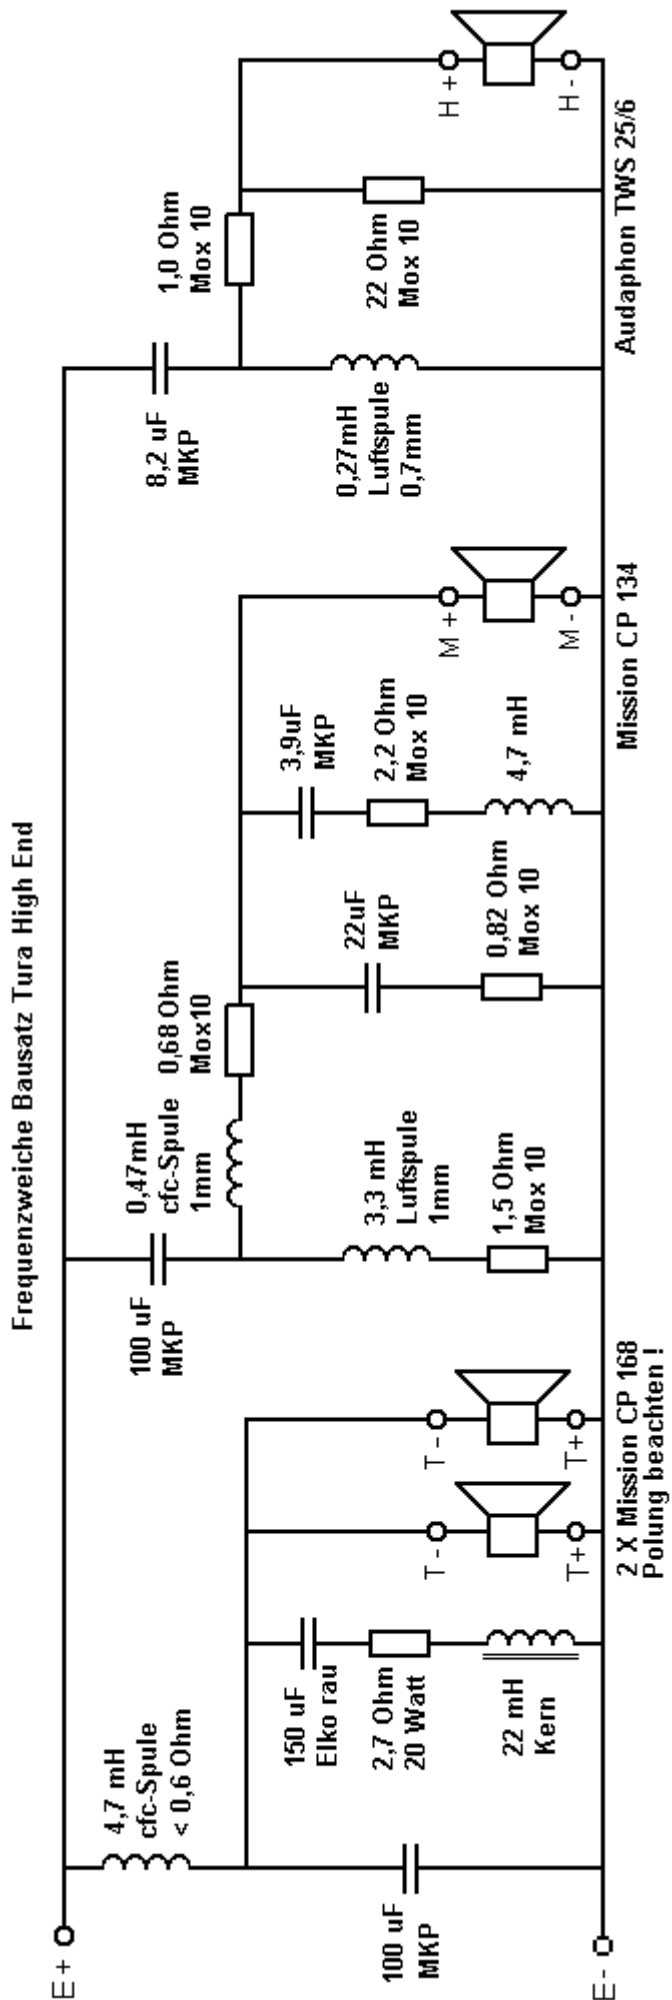 Frequenzweiche Bausatz Tura High End
E +
4,7 mH
cfc-Spule
< 0,6 Ohm
100 uF
MKP
150 uF
Elko rau
2,7 Ohm
20 Watt
22 mH
Kern
T -
T+
T -
T+
2 X Mission CP 168
Polung beachten !
100 uF
MKP
0,47mH
cfc-Spule
1mm
0,68 Ohm
Mox10
3,3 mH
Luftspule
1mm
1,5 Ohm
Mox 10
22uF
MKP
0,82 Ohm
Mox 10
3,9uF
MKP
2,2 Ohm
Mox 10
4,7 mH
M +
M -
Mission CP 134
8,2 uF
MKP
1,0 Ohm
Mox 10
0,27mH
Luftspule
0,7mm
22 Ohm
Mox 10
H +
H -
Audaphon TWS 25/6
E -